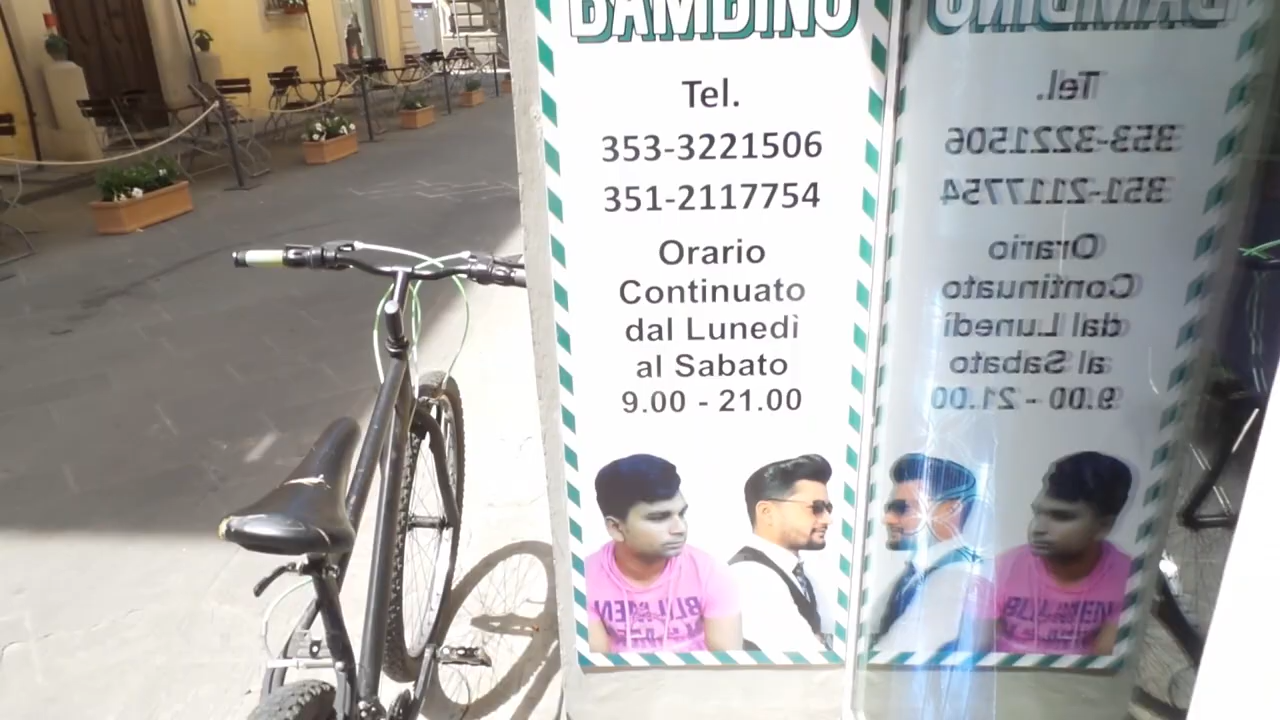 BAMBINO
Tel.
353-3221506
351-2117754
Orario
Continuato
dal Lunedì
al Sabato
9.00 - 21.00